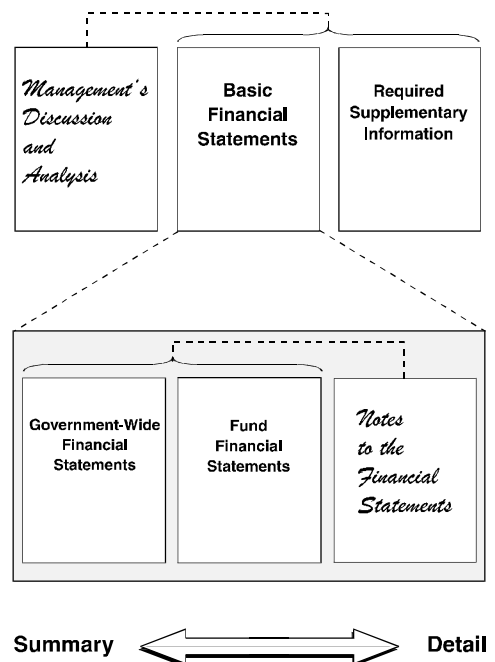 Management's
Discussion
and
Analysis
Basic
Financial
Statements
Required
Supplementary
Information
Government-Wide
Financial
Statements
Fund
Financial
Statements
Notes
to the
Financial
Statements
Summary
Detail